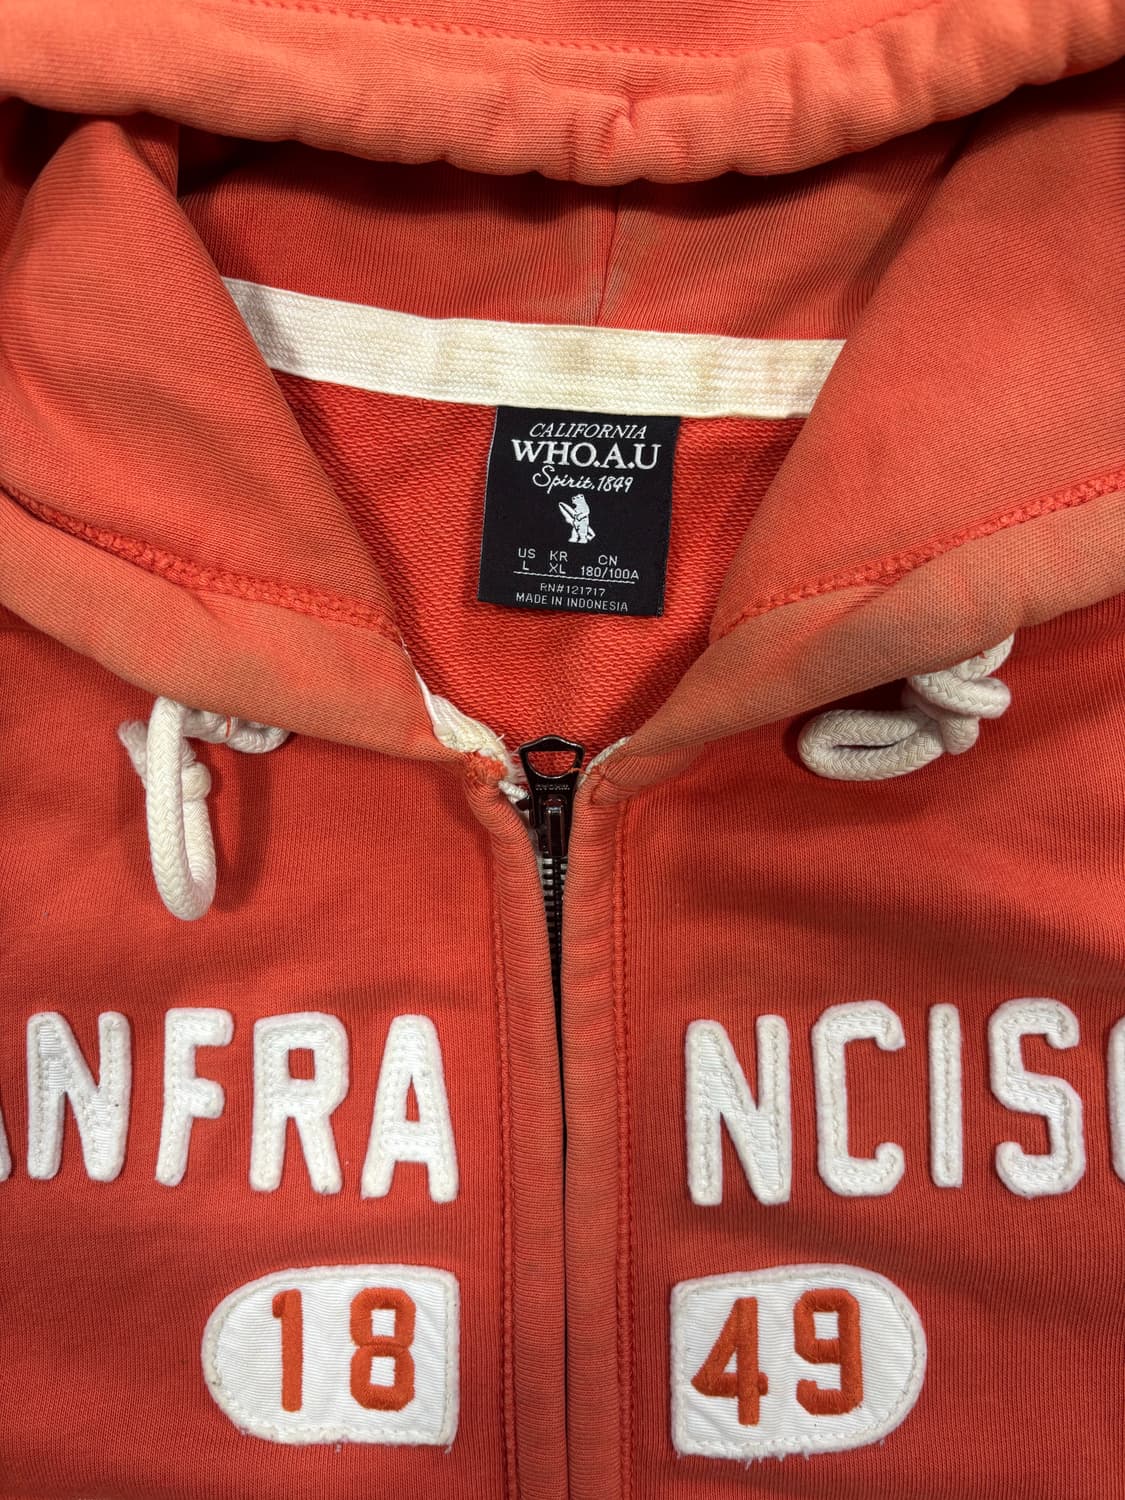 CALIFORNIA
WHO.A.U
Spirit.1849
US KR CN
L XL 180/100A
RN#121717
MADE IN INDONESIA
ANFRA NCISC
18 49